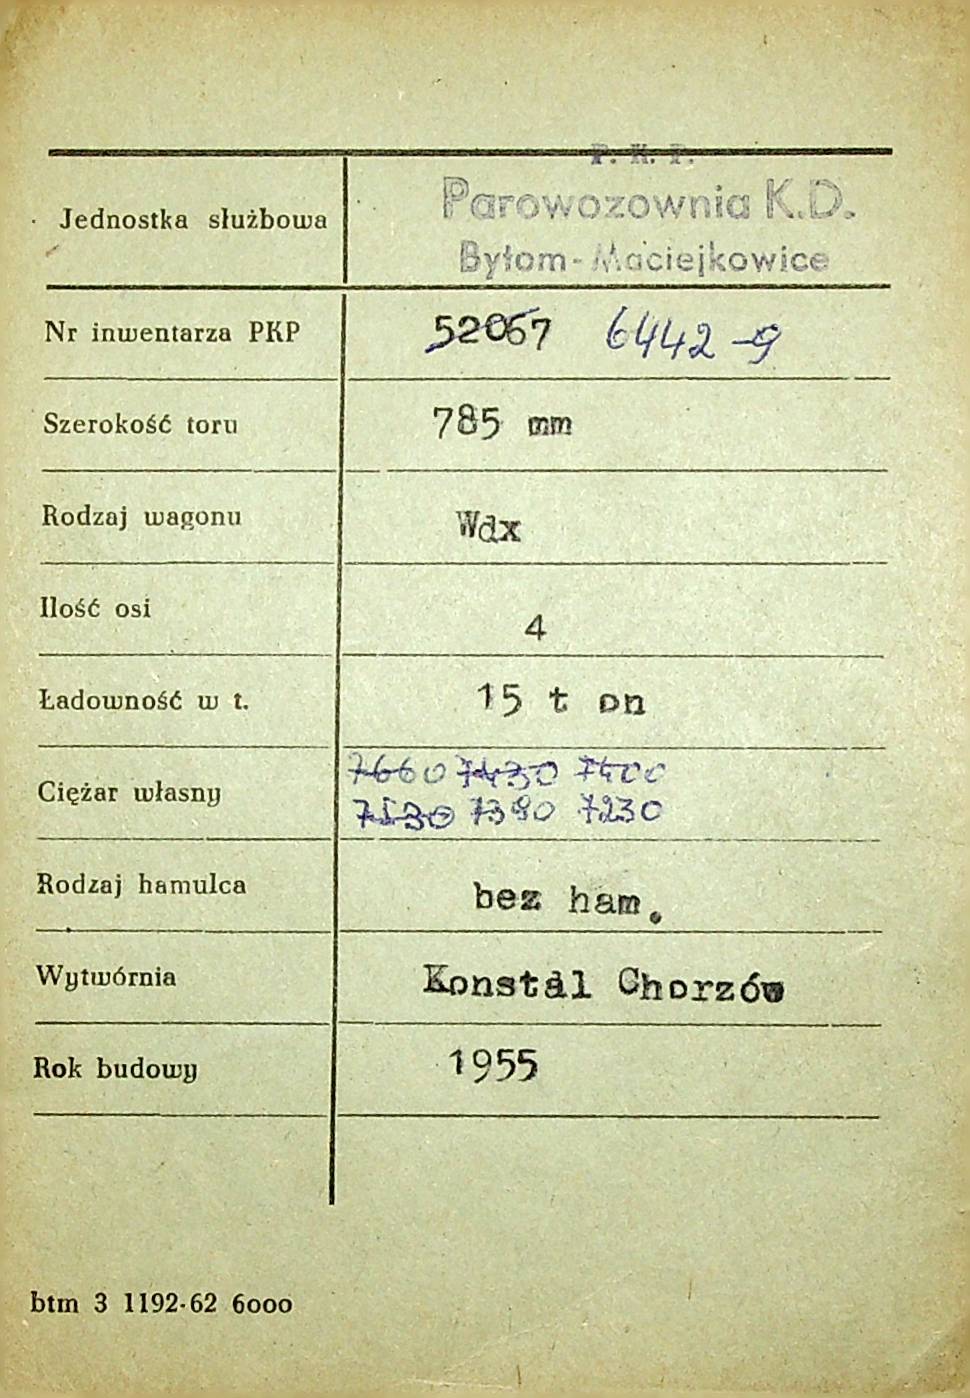 P. K. P.
Jednostka służbowa Parowozownia K.D.
Bytom-Maciejkowice
Nr inwentarza PKP 52067 6442-9
Szerokość toru 785 mm
Rodzaj wagonu Wdx
Ilość osi 4
Ładowność w t. 15 t on
7660 7430 7400
Ciężar własny
7530 7390 7230
Rodzaj hamulca bez ham.
Wytwórnia Konstal Chorzów
Rok budowy 1955
btm 3 1192-62 6000